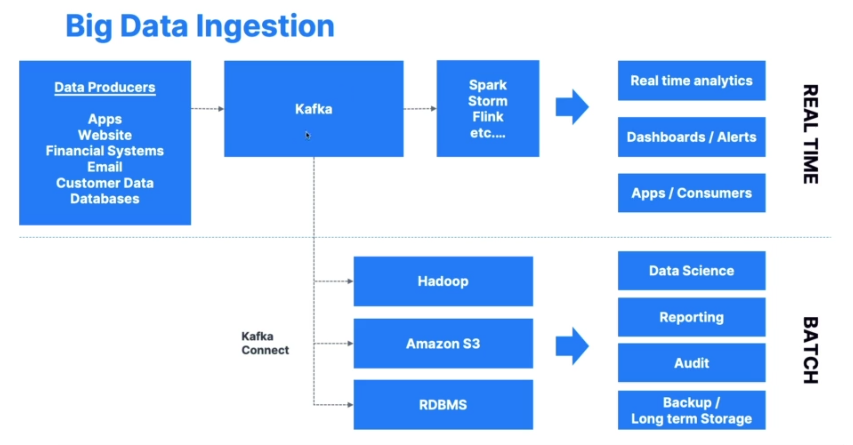 Big Data Ingestion
Data Producers
Apps
Website
Financial Systems
Email
Customer Data
Databases
Kafka
Spark
Storm
Flink
etc....
Real time analytics
Dashboards / Alerts
Apps / Consumers
REAL TIME
Kafka
Connect
Hadoop
Amazon S3
RDBMS
Data Science
Reporting
Audit
Backup /
Long term Storage
BATCH